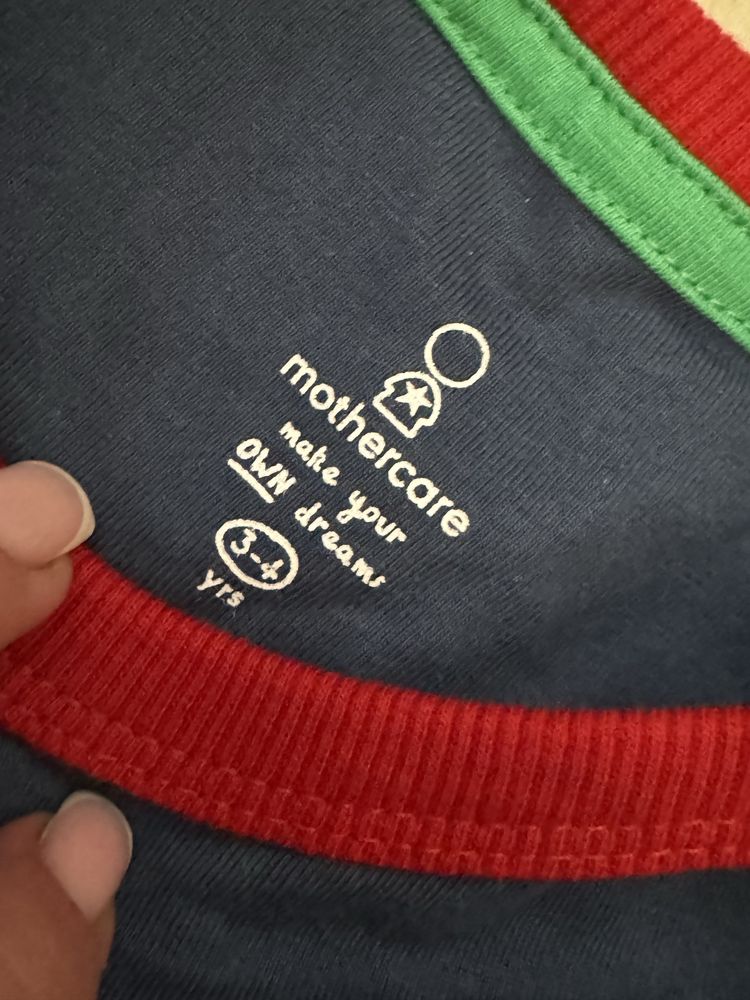 mothercare
make your
OWN dreams
3-4
yrs